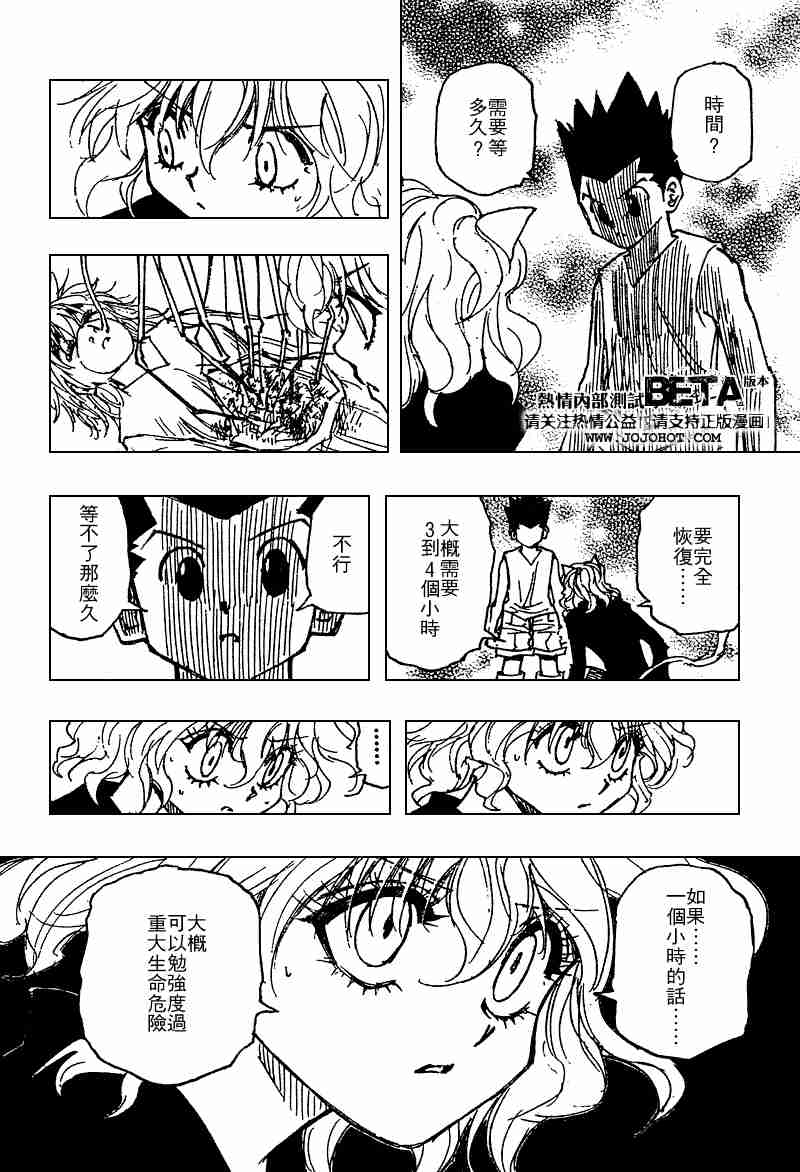 時間？
需要等
多久？
熱情內部測試BETA版本
请关注热情公益 请支持正版漫画
WWW.JOJOHOT.COM
要完全
恢復……
大概需要
3到4個小時
不行
等不了那麼久
……
如果……
一個小時的話……
大概
可以勉強度過
重大生命危險